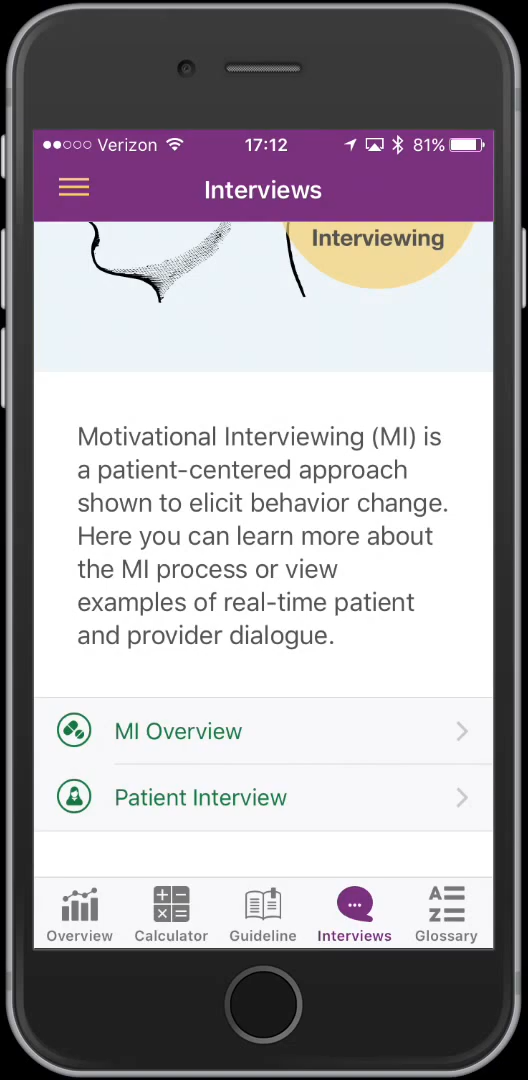 Verizon 17:12 81%
Interviews
Interviewing
Motivational Interviewing (MI) is
a patient-centered approach
shown to elicit behavior change.
Here you can learn more about
the MI process or view
examples of real-time patient
and provider dialogue.
MI Overview
Patient Interview
Overview Calculator Guideline Interviews Glossary